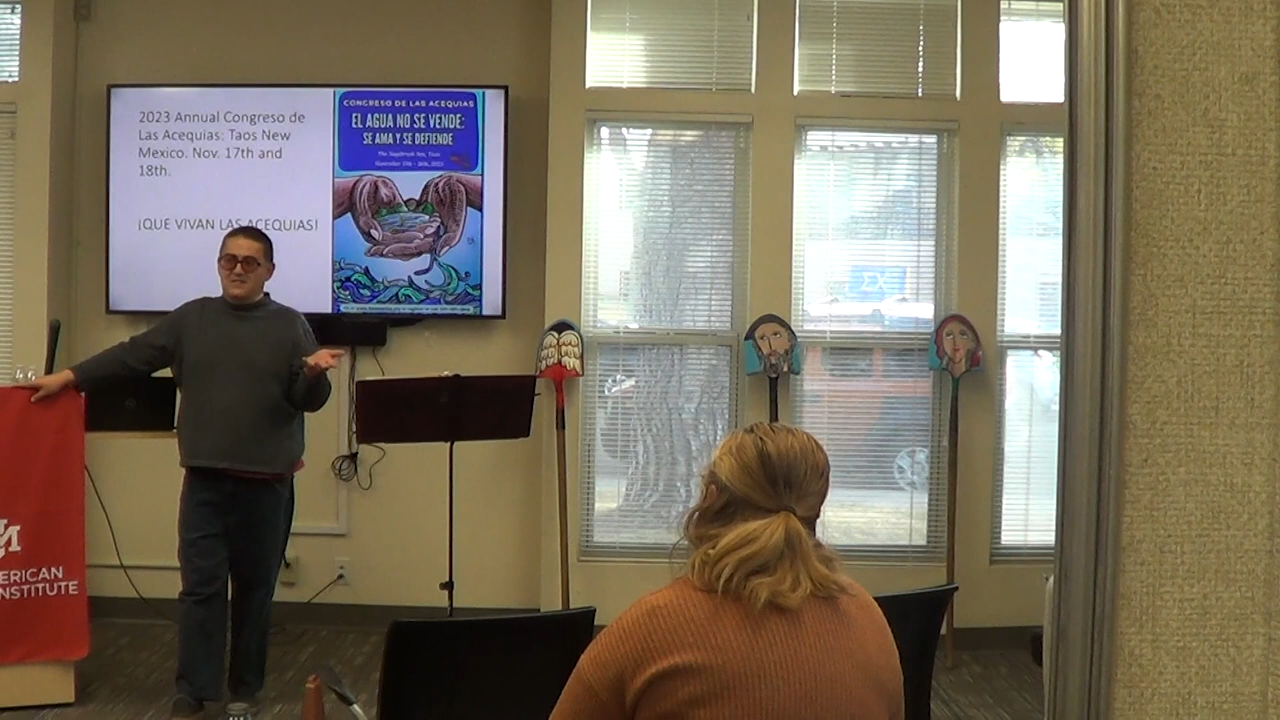 2023 Annual Congreso de
Las Acequias: Taos New
Mexico. Nov. 17th and
18th.
¡QUE VIVAN LAS ACEQUIAS!
CONGRESO DE LAS ACEQUIAS
EL AGUA NO SE VENDE:
SE AMA Y SE DEFIENDE
ΣX
ERICAN
NSTITUTE